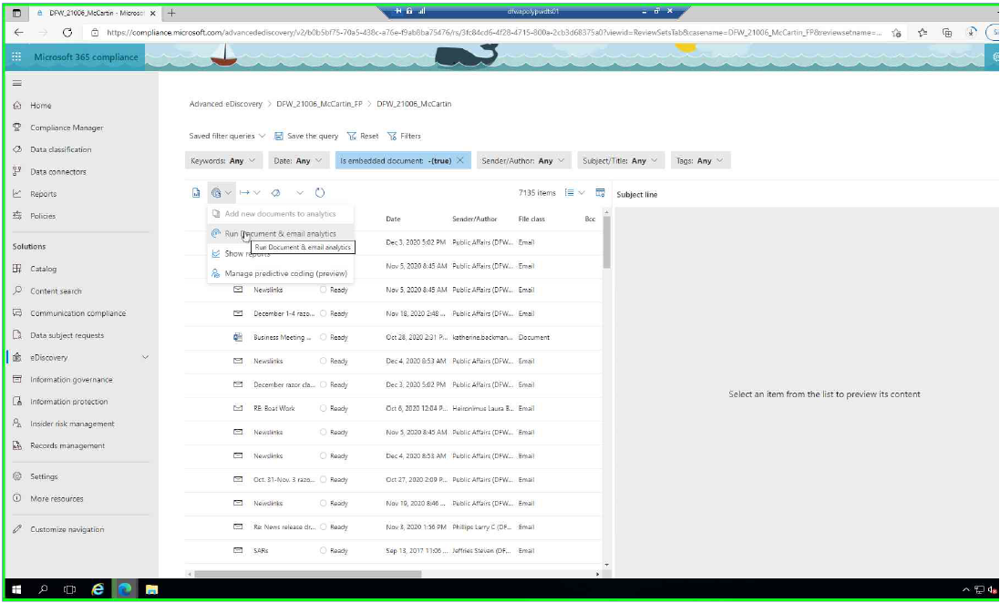 DFW_21006_McCartin - Microsof
dfwapolypwdts01
https://compliance.microsoft.com/advancedediscovery/v2/b0b5bf75-70a5-438c-a76e-f9ab8ba75476/rs/3fc84cd6-4f28-4715-800a-2cb3d68375a0?viewid=ReviewSetsTab&casename=DFW_21006_McCartin_FP&reviewsetname=...
Microsoft 365 compliance
Home
Compliance Manager
Data classification
Data connectors
Reports
Policies
Solutions
Catalog
Content search
Communication compliance
Data subject requests
eDiscovery
Information governance
Information protection
Insider risk management
Records management
Settings
More resources
Customize navigation
Advanced eDiscovery > DFW_21006_McCartin_FP > DFW_21006_McCartin
Saved filter queries Save the query Reset Filters
Keywords: Any Date: Any Is embedded document: -(true) Sender/Author: Any Subject/Title: Any Tags: Any
7135 items Subject line
Add new documents to analytics
Run Document & email analytics
Run Document & email analytics
Show reports
Manage predictive coding (preview)
Date Sender/Author File class Bcc
Dec 3, 2020 5:02 PM Public Affairs (DFW... Email
Nov 5, 2020 8:45 AM Public Affairs (DFW... Email
Newslinks Ready Nov 5, 2020 8:45 AM Public Affairs (DFW... Email
December 1-4 razo... Ready Nov 18, 2020 2:48 ... Public Affairs (DFW... Email
Business Meeting ... Ready Oct 28, 2020 2:31 P... katherine.backman... Document
Newslinks Ready Dec 4, 2020 8:53 AM Public Affairs (DFW... Email
December razor cla... Ready Dec 3, 2020 5:02 PM Public Affairs (DFW... Email
RE: Boat Work Ready Oct 6, 2020 12:04 P... Heironimus Laura B... Email
Newslinks Ready Nov 5, 2020 8:45 AM Public Affairs (DFW... Email
Newslinks Ready Dec 4, 2020 8:53 AM Public Affairs (DFW... Email
Oct. 31-Nov. 3 razo... Ready Oct 27, 2020 2:09 P... Public Affairs (DFW... Email
Newslinks Ready Nov 19, 2020 8:46 ... Public Affairs (DFW... Email
Re: News release dr... Ready Nov 3, 2020 1:56 PM Phillips Larry C (DF... Email
SARs Ready Sep 13, 2017 11:06 ... Jeffries Steven (DF... Email
Select an item from the list to preview its content